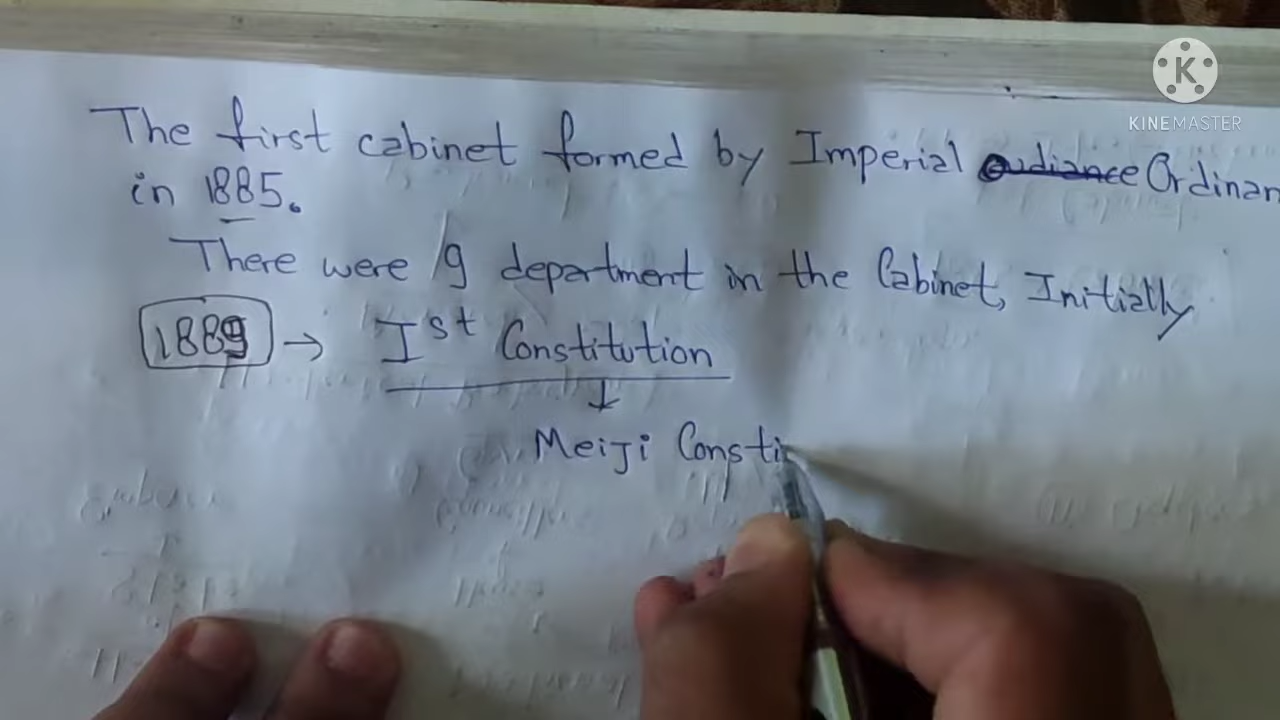 The first cabinet formed by Imperial Ordinan
in 1885.
There were 9 department in the Cabinet, Initially
1889 → Ist Constitution
↓
Meiji Consti
K
KINEMASTER